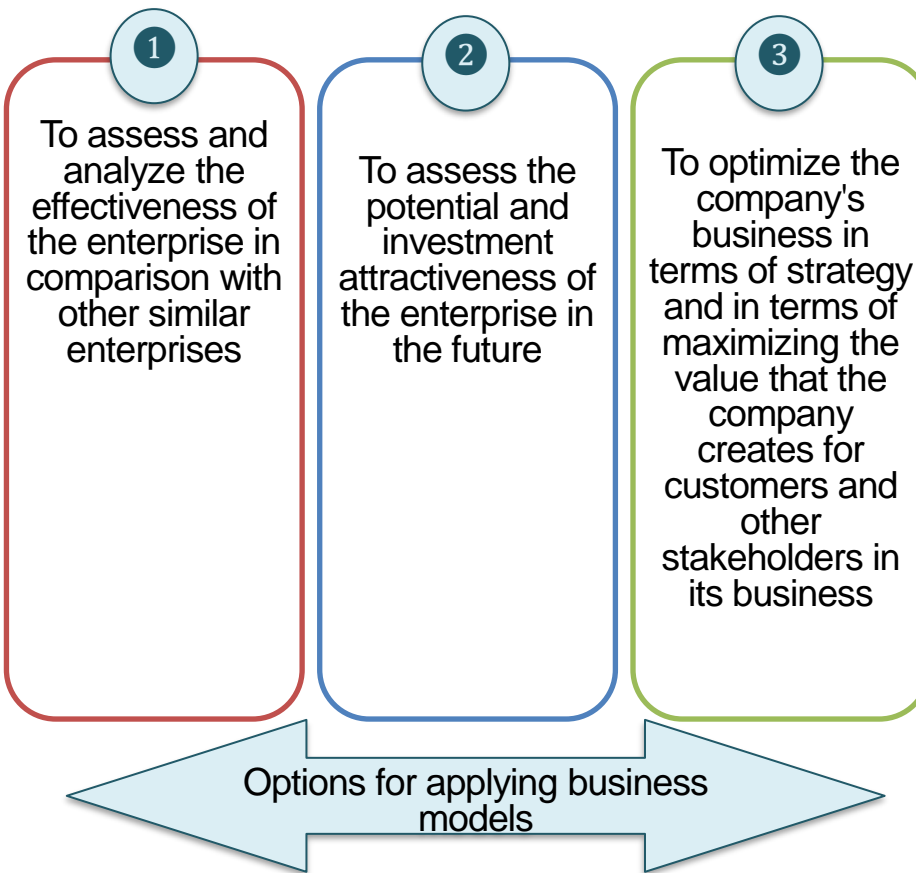 ❶
To assess and
analyze the
effectiveness of
the enterprise in
comparison with
other similar
enterprises
❷
To assess the
potential and
investment
attractiveness of
the enterprise in
the future
❸
To optimize the
company's
business in
terms of strategy
and in terms of
maximizing the
value that the
company
creates for
customers and
other
stakeholders in
its business
Options for applying business
models